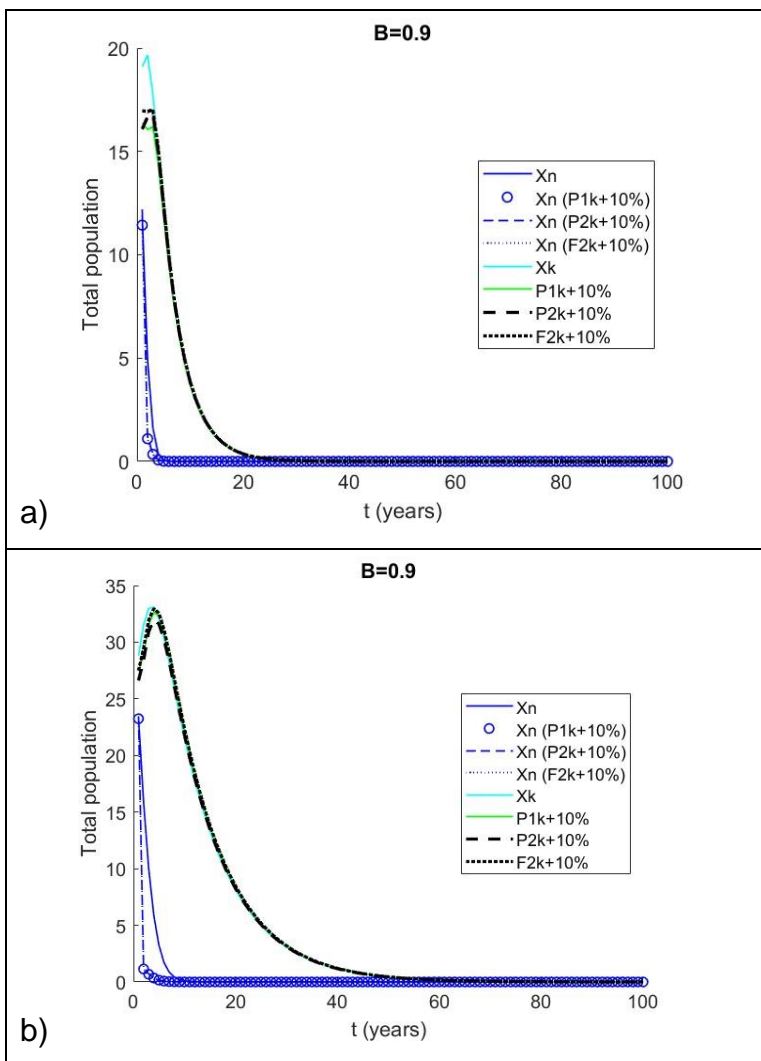 B=0.9
20
15
10
5
0
Total population
0 20 40 60 80 100
t (years)
Xn
Xn (P1k+10%)
Xn (P2k+10%)
Xn (F2k+10%)
Xk
P1k+10%
P2k+10%
F2k+10%
a)
B=0.9
35
30
25
20
15
10
5
0
Total population
0 20 40 60 80 100
t (years)
Xn
Xn (P1k+10%)
Xn (P2k+10%)
Xn (F2k+10%)
Xk
P1k+10%
P2k+10%
F2k+10%
b)